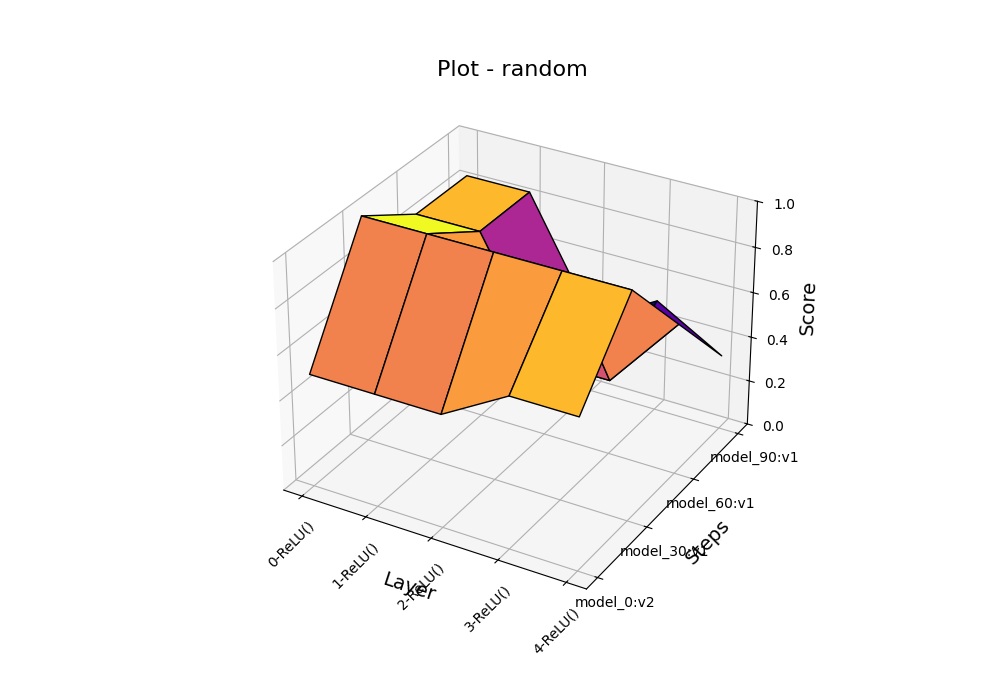 Plot - random
1.0
0.8
0.6
0.4
0.2
0.0
Score
model_90:v1
model_60:v1
model_30:v1
model_0:v2
Steps
0-ReLU()
1-ReLU()
2-ReLU()
3-ReLU()
4-ReLU()
Layer